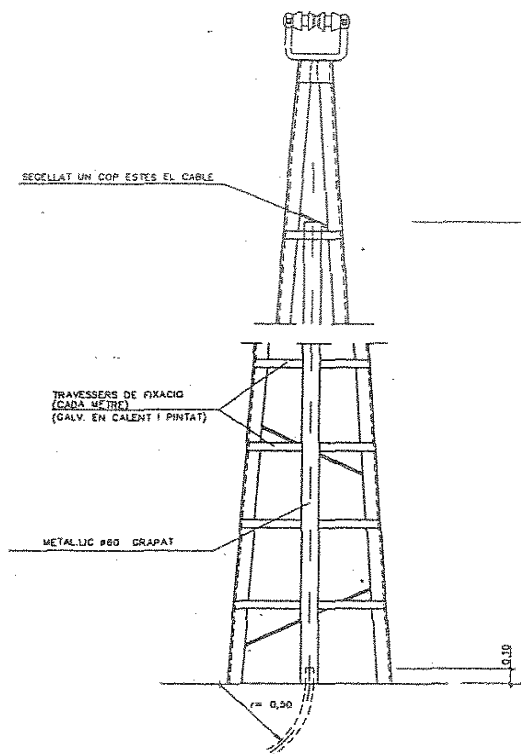 SEGELLAT UN COP ESTES EL CABLE
TRAVESSERS DE FIXACIO
(CADA METRE)
(GALV. EN CALENT I PINTAT)
METAL.LIC ø60 GRAPAT
0,10
r= 0,50